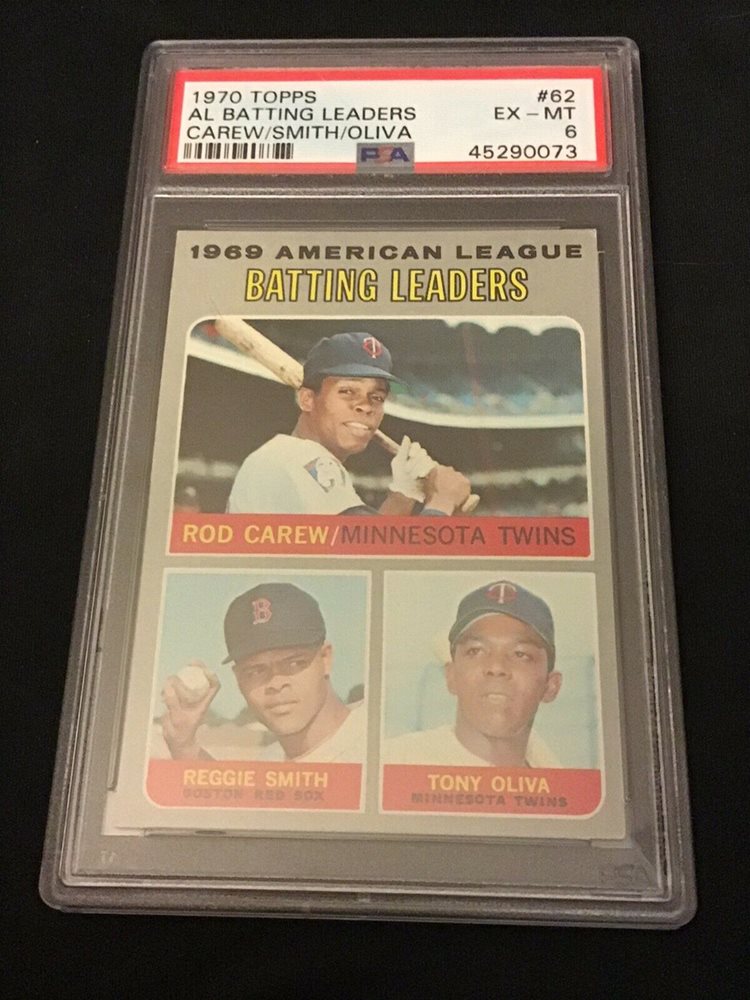 1970 TOPPS #62
AL BATTING LEADERS EX - MT
CAREW/SMITH/OLIVA 6
PSA 45290073
1969 AMERICAN LEAGUE
BATTING LEADERS
ROD CAREW/MINNESOTA TWINS
REGGIE SMITH
BOSTON RED SOX
TONY OLIVA
MINNESOTA TWINS